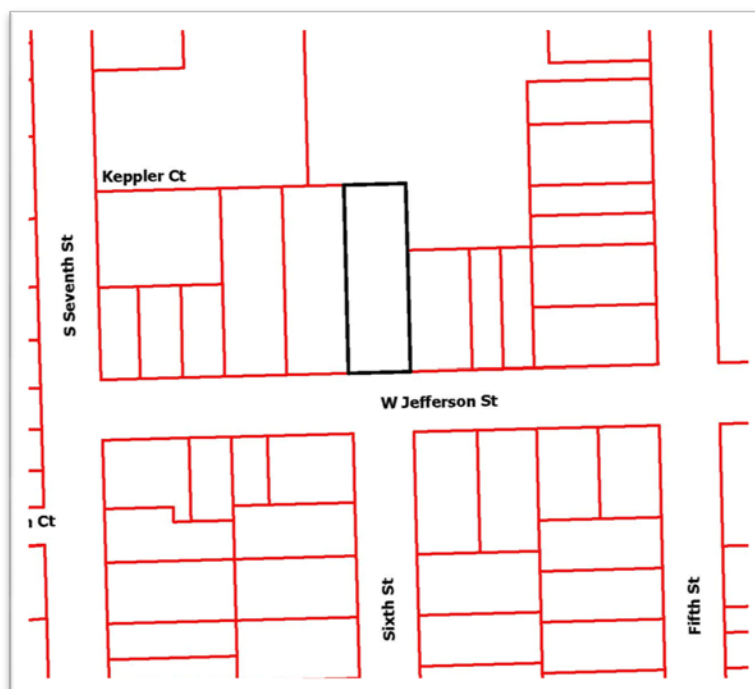 Keppler Ct
S Seventh St
W Jefferson St
Ct
Sixth St
Fifth St